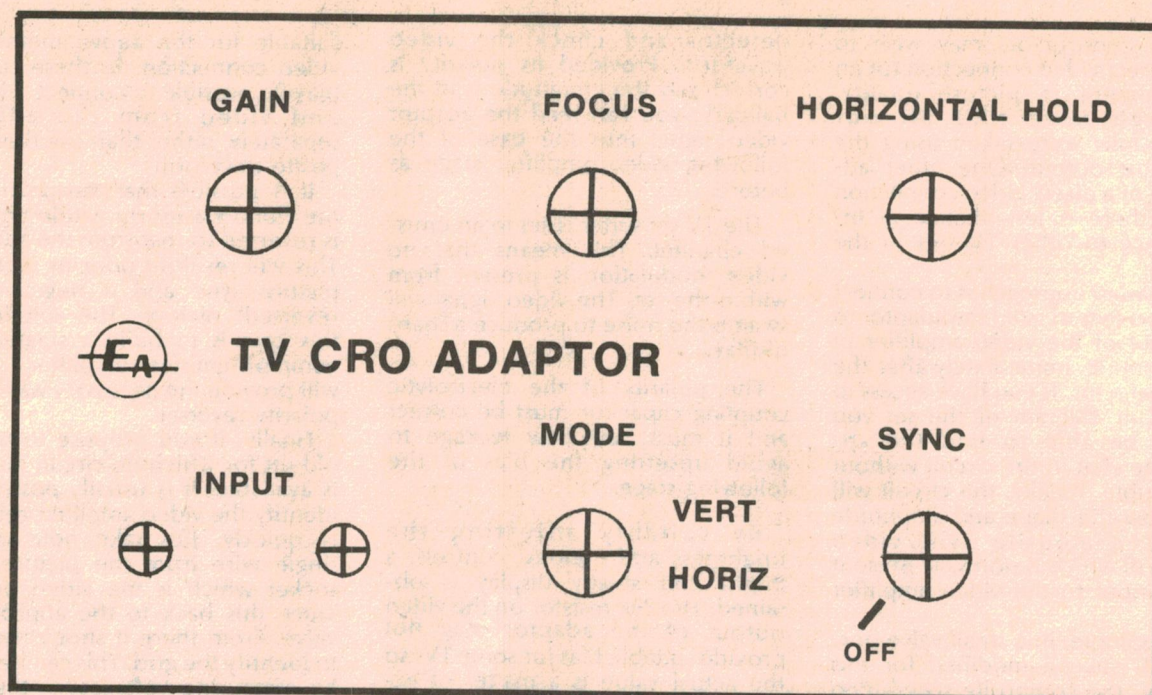 GAIN FOCUS HORIZONTAL HOLD
EA TV CRO ADAPTOR
MODE SYNC
INPUT
VERT
HORIZ
OFF